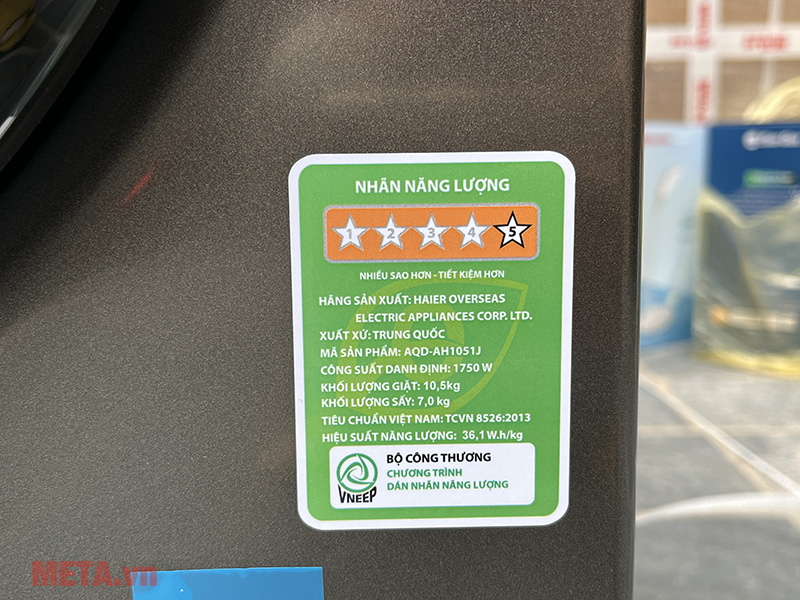 NHÃN NĂNG LƯỢNG
1 2 3 4 5
NHIỀU SAO HƠN - TIẾT KIỆM HƠN
HÃNG SẢN XUẤT: HAIER OVERSEAS
ELECTRIC APPLIANCES CORP. LTD.
XUẤT XỨ: TRUNG QUỐC
MÃ SẢN PHẨM: AQD-AH1051J
CÔNG SUẤT DANH ĐỊNH: 1750 W
KHỐI LƯỢNG GIẶT: 10,5kg
KHỐI LƯỢNG SẤY: 7,0 kg
TIÊU CHUẨN VIỆT NAM: TCVN 8526:2013
HIỆU SUẤT NĂNG LƯỢNG: 36,1W.h/kg
BỘ CÔNG THƯƠNG
CHƯƠNG TRÌNH
DÁN NHÃN NĂNG LƯỢNG
VNEEP
META.vn